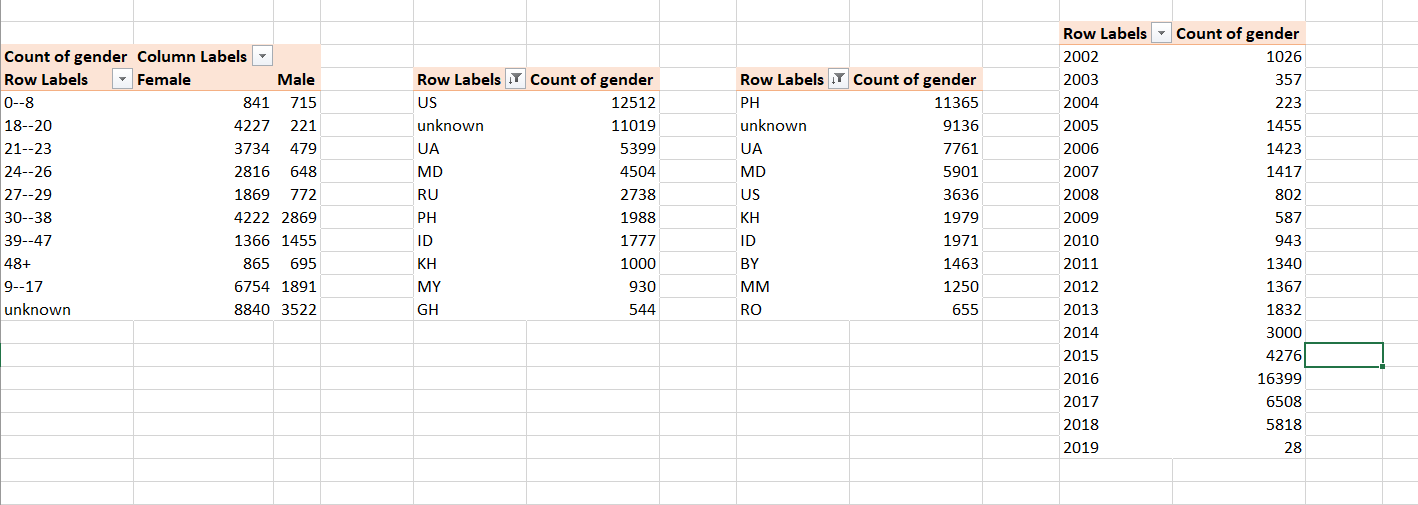 Row Labels Count of gender
Count of gender Column Labels 2002 1026
Row Labels Female Male Row Labels Count of gender Row Labels Count of gender 2003 357
0--8 841 715 US 12512 PH 11365 2004 223
18--20 4227 221 unknown 11019 unknown 9136 2005 1455
21--23 3734 479 UA 5399 UA 7761 2006 1423
24--26 2816 648 MD 4504 MD 5901 2007 1417
27--29 1869 772 RU 2738 US 3636 2008 802
30--38 4222 2869 PH 1988 KH 1979 2009 587
39--47 1366 1455 ID 1777 ID 1971 2010 943
48+ 865 695 KH 1000 BY 1463 2011 1340
9--17 6754 1891 MY 930 MM 1250 2012 1367
unknown 8840 3522 GH 544 RO 655 2013 1832
2014 3000
2015 4276
2016 16399
2017 6508
2018 5818
2019 28